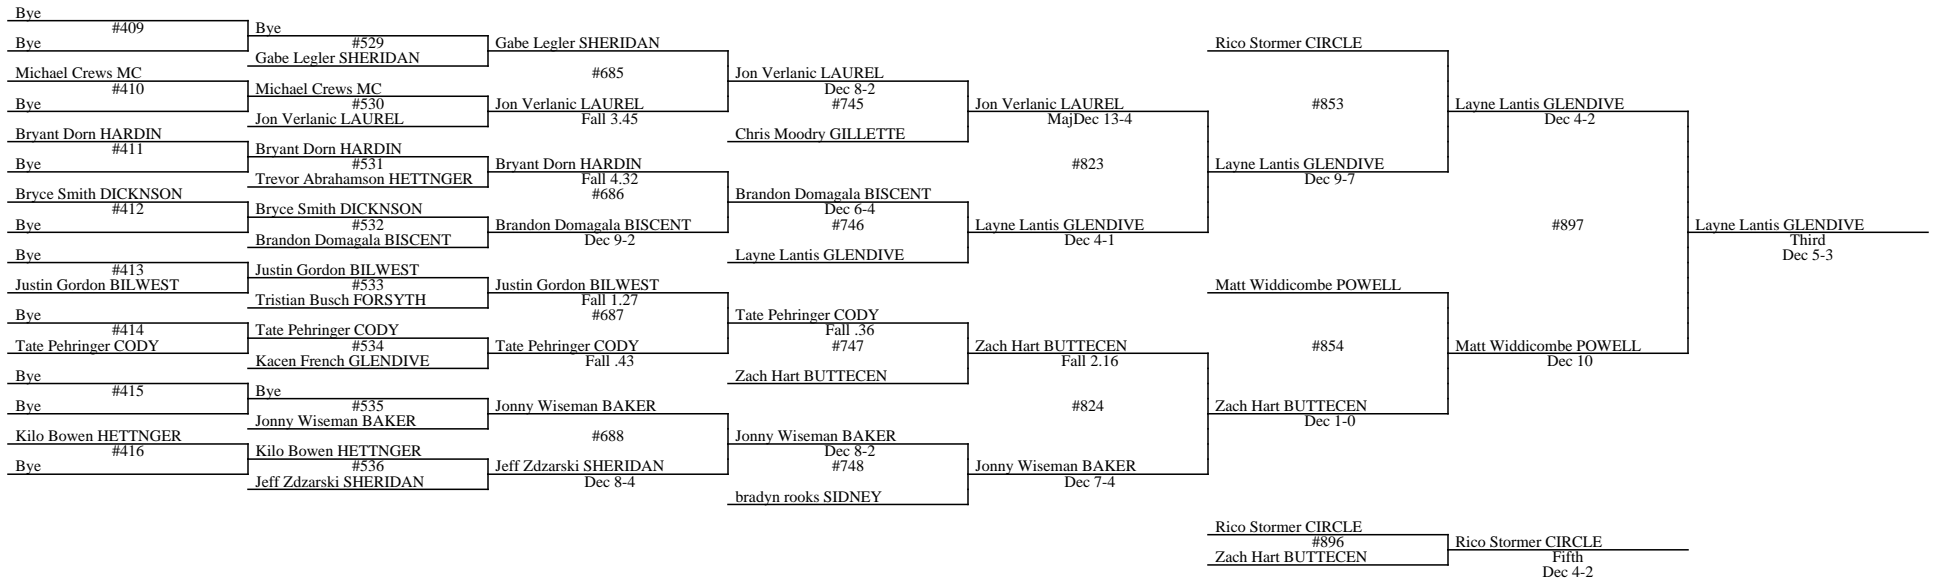 Bye
#409
Bye
Michael Crews MC
#410
Bye
Bryant Dorn HARDIN
#411
Bye
Bryce Smith DICKNSON
#412
Bye
Bye
#413
Justin Gordon BILWEST
Bye
#414
Tate Pehringer CODY
Bye
#415
Bye
Kilo Bowen HETTNGER
#416
Bye
Bye
#529
Gabe Legler SHERIDAN
Michael Crews MC
#530
Jon Verlanic LAUREL
Bryant Dorn HARDIN
#531
Trevor Abrahamson HETTNGER
Bryce Smith DICKNSON
#532
Brandon Domagala BISCENT
Justin Gordon BILWEST
#533
Tristian Busch FORSYTH
Tate Pehringer CODY
#534
Kacen French GLENDIVE
Bye
#535
Jonny Wiseman BAKER
Kilo Bowen HETTNGER
#536
Jeff Zdzarski SHERIDAN
Gabe Legler SHERIDAN
#685
Jon Verlanic LAUREL
Fall 3.45
Bryant Dorn HARDIN
Fall 4.32
#686
Brandon Domagala BISCENT
Dec 9-2
Justin Gordon BILWEST
Fall 1.27
#687
Tate Pehringer CODY
Fall .43
Jonny Wiseman BAKER
#688
Jeff Zdzarski SHERIDAN
Dec 8-4
Jon Verlanic LAUREL
Dec 8-2
#745
Chris Moodry GILLETTE
Brandon Domagala BISCENT
Dec 6-4
#746
Layne Lantis GLENDIVE
Tate Pehringer CODY
Fall .36
#747
Zach Hart BUTTECEN
Jonny Wiseman BAKER
Dec 8-2
#748
bradyn rooks SIDNEY
Jon Verlanic LAUREL
MajDec 13-4
#823
Layne Lantis GLENDIVE
Dec 4-1
Zach Hart BUTTECEN
Fall 2.16
#824
Jonny Wiseman BAKER
Dec 7-4
Rico Stormer CIRCLE
#853
Layne Lantis GLENDIVE
Dec 9-7
Matt Widdicombe POWELL
#854
Zach Hart BUTTECEN
Dec 1-0
Layne Lantis GLENDIVE
Dec 4-2
#897
Matt Widdicombe POWELL
Dec 10
Layne Lantis GLENDIVE
Third
Dec 5-3
Rico Stormer CIRCLE
#896
Zach Hart BUTTECEN
Rico Stormer CIRCLE
Fifth
Dec 4-2